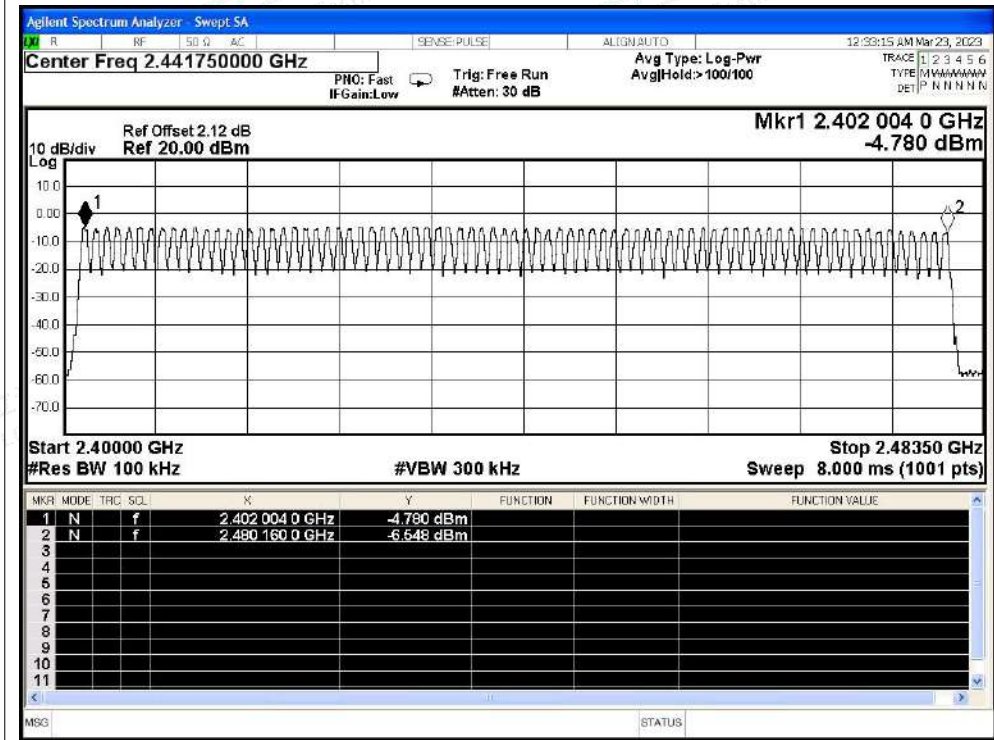 Agilent Spectrum Analyzer - Swept SA
LXI R RF 50 Ω AC SENSE:PULSE ALIGN AUTO 12:33:15 AM Mar 23, 2023
Center Freq 2.441750000 GHz
PNO: Fast
IFGain:Low
Trig: Free Run
#Atten: 30 dB
Avg Type: Log-Pwr
Avg|Hold:>100/100
TRACE 1 2 3 4 5 6
TYPE M
DET P N N N N N
Mkr1 2.402 004 0 GHz
-4.780 dBm
Ref Offset 2.12 dB
10 dB/div Ref 20.00 dBm
Log
10.0
0.00
-10.0
-20.0
-30.0
-40.0
-50.0
-60.0
-70.0
1
2
Start 2.40000 GHz Stop 2.48350 GHz
#Res BW 100 kHz #VBW 300 kHz Sweep 8.000 ms (1001 pts)
MKR MODE TRC SCL X Y FUNCTION FUNCTION WIDTH FUNCTION VALUE
1 N f 2.402 004 0 GHz -4.780 dBm
2 N f 2.480 160 0 GHz -6.548 dBm
3
4
5
6
7
8
9
10
11
MSG STATUS